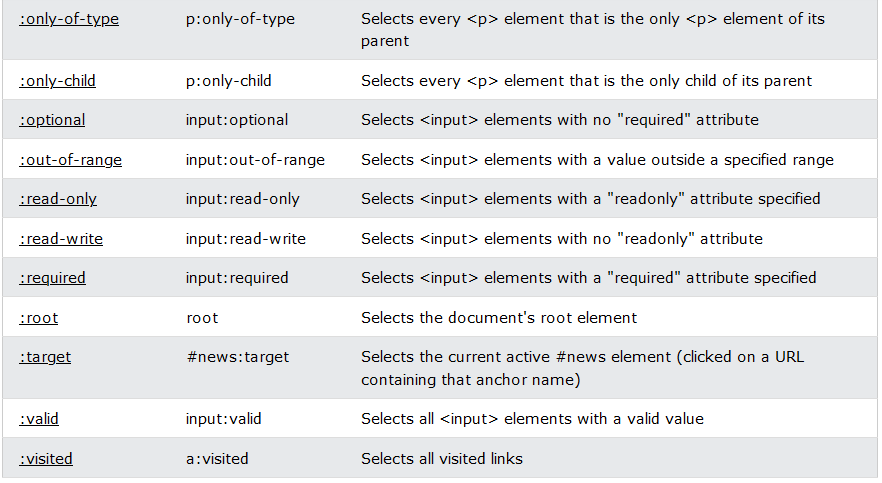 :only-of-type p:only-of-type Selects every <p> element that is the only <p> element of its
parent
:only-child p:only-child Selects every <p> element that is the only child of its parent
:optional input:optional Selects <input> elements with no "required" attribute
:out-of-range input:out-of-range Selects <input> elements with a value outside a specified range
:read-only input:read-only Selects <input> elements with a "readonly" attribute specified
:read-write input:read-write Selects <input> elements with no "readonly" attribute
:required input:required Selects <input> elements with a "required" attribute specified
:root root Selects the document's root element
:target #news:target Selects the current active #news element (clicked on a URL
containing that anchor name)
:valid input:valid Selects all <input> elements with a valid value
:visited a:visited Selects all visited links